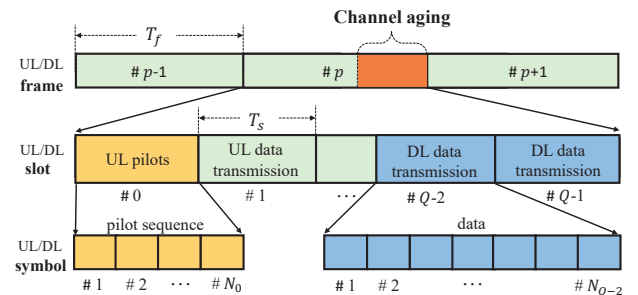 Channel aging
T_f
UL/DL
frame
# p-1
# p
# p+1
T_s
UL/DL
slot
UL pilots
UL data
transmission
DL data
transmission
DL data
transmission
# 0
# 1
...
# Q-2
# Q-1
pilot sequence
data
UL/DL
symbol
# 1
# 2
...
# N_0
# 1
# 2
...
# N_{Q-2}